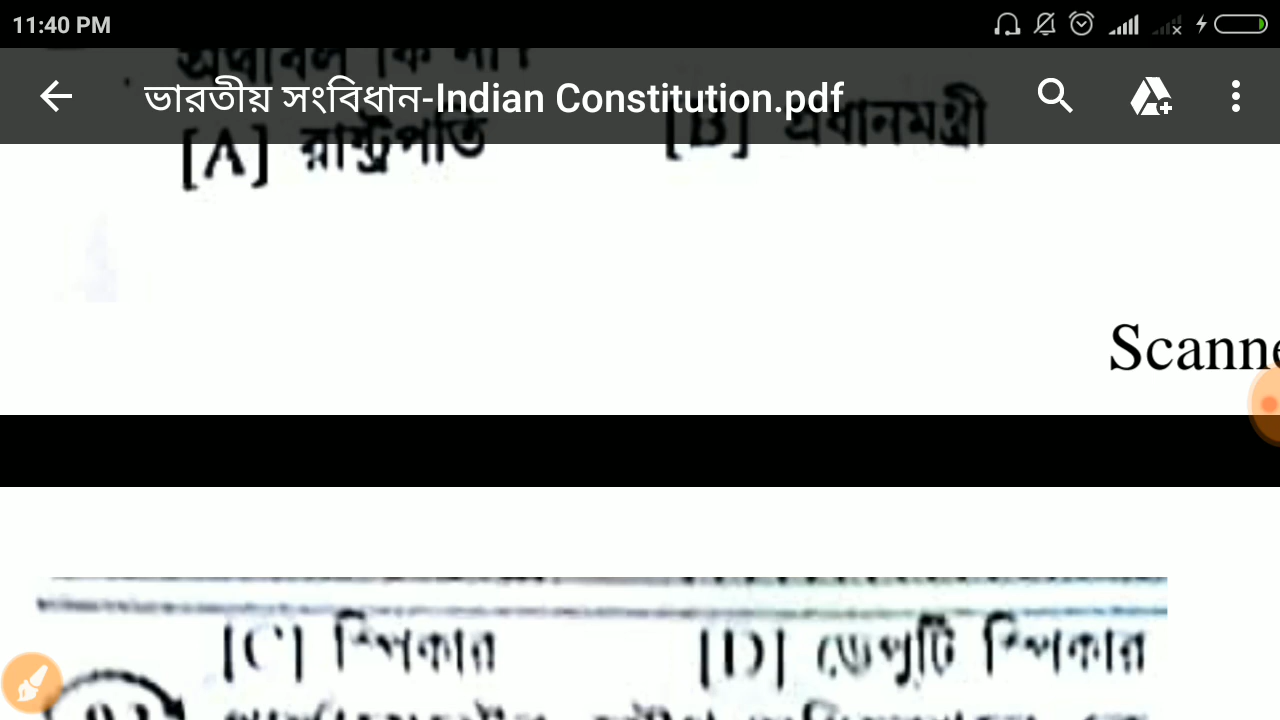 11:40 PM
ভারতীয় সংবিধান-Indian Constitution.pdf
[A] রাষ্ট্রপতি [B] প্রধানমন্ত্রী
Scanne
[C] স্পিকার [D] ডেপুটি স্পিকার